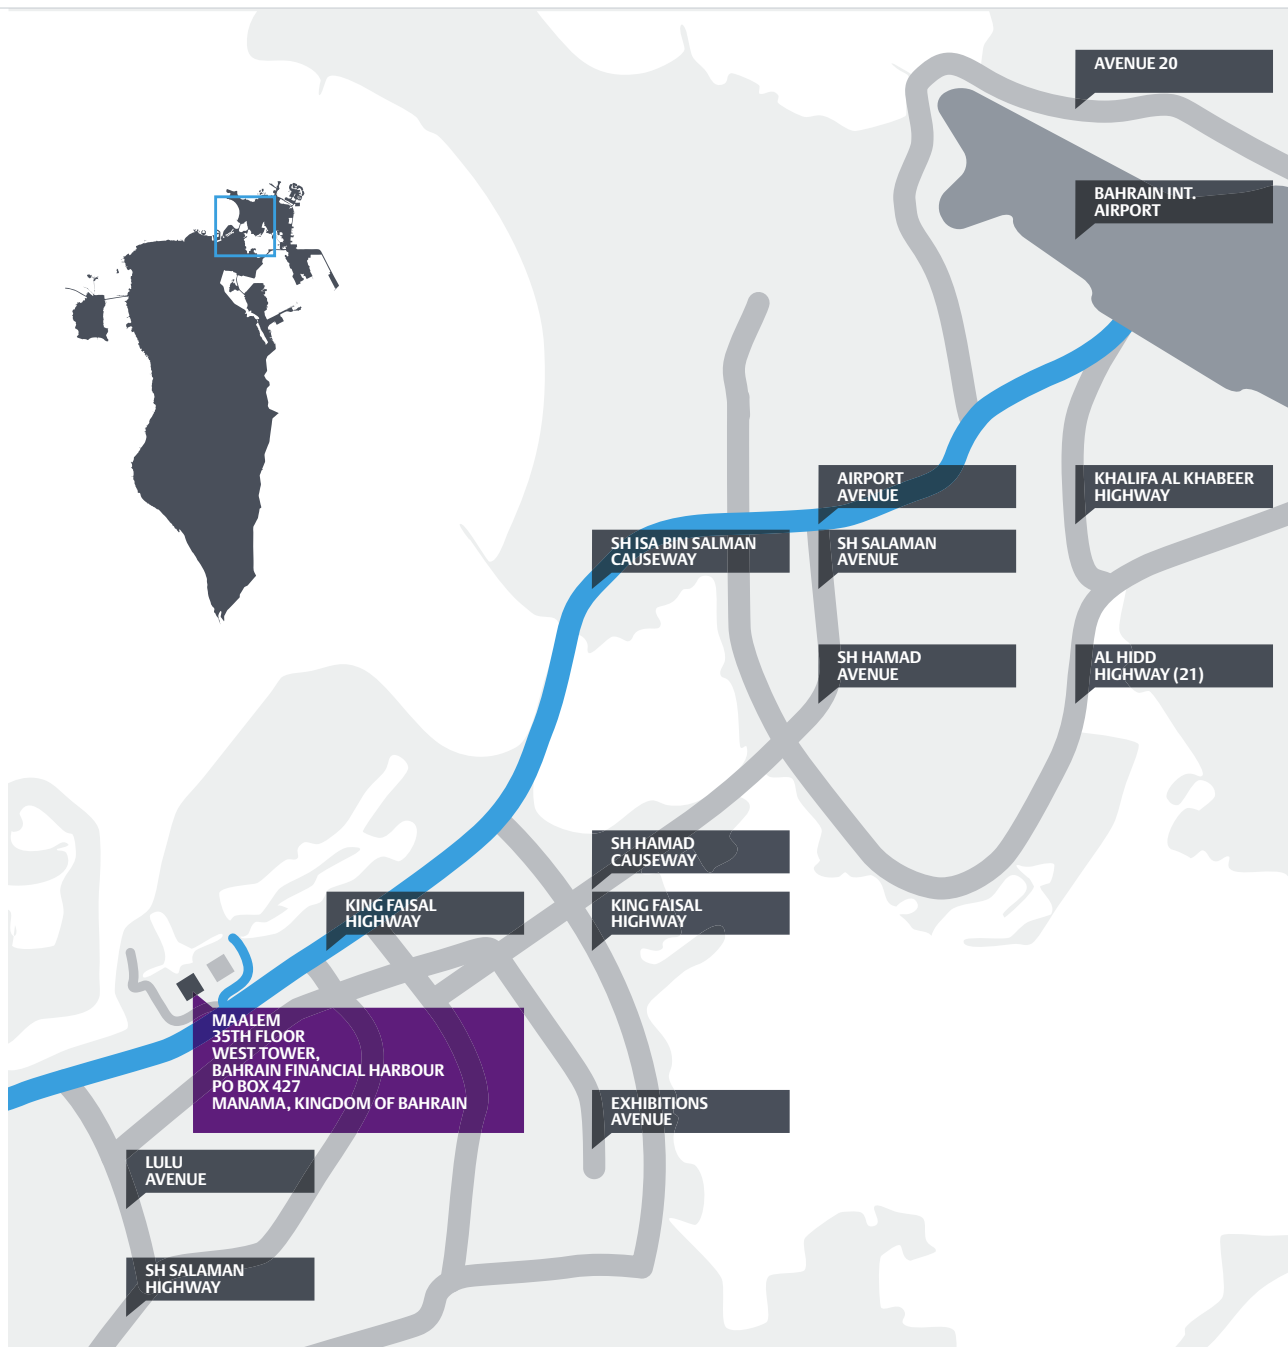 AVENUE 20
BAHRAIN INT.
AIRPORT
AIRPORT
AVENUE
KHALIFA AL KHABEER
HIGHWAY
SH ISA BIN SALMAN
CAUSEWAY
SH SALAMAN
AVENUE
SH HAMAD
AVENUE
AL HIDD
HIGHWAY (21)
SH HAMAD
CAUSEWAY
KING FAISAL
HIGHWAY
KING FAISAL
HIGHWAY
MAALEM
35TH FLOOR
WEST TOWER,
BAHRAIN FINANCIAL HARBOUR
PO BOX 427
MANAMA, KINGDOM OF BAHRAIN
EXHIBITIONS
AVENUE
LULU
AVENUE
SH SALAMAN
HIGHWAY